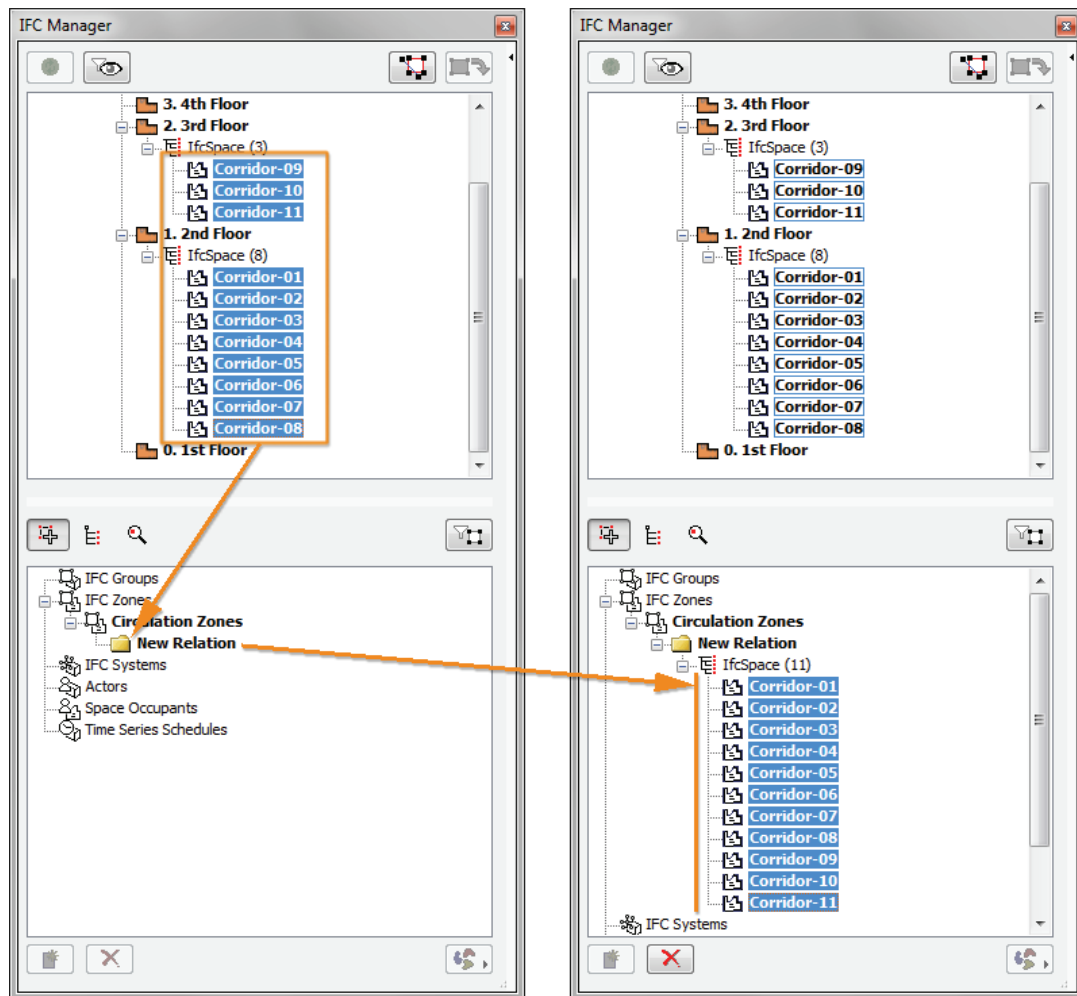 IFC Manager
3. 4th Floor
2. 3rd Floor
IfcSpace (3)
Corridor-09
Corridor-10
Corridor-11
1. 2nd Floor
IfcSpace (8)
Corridor-01
Corridor-02
Corridor-03
Corridor-04
Corridor-05
Corridor-06
Corridor-07
Corridor-08
0. 1st Floor
IFC Groups
IFC Zones
Circulation Zones
New Relation
IFC Systems
Actors
Space Occupants
Time Series Schedules
IFC Manager
3. 4th Floor
2. 3rd Floor
IfcSpace (3)
Corridor-09
Corridor-10
Corridor-11
1. 2nd Floor
IfcSpace (8)
Corridor-01
Corridor-02
Corridor-03
Corridor-04
Corridor-05
Corridor-06
Corridor-07
Corridor-08
0. 1st Floor
IFC Groups
IFC Zones
Circulation Zones
New Relation
IfcSpace (11)
Corridor-01
Corridor-02
Corridor-03
Corridor-04
Corridor-05
Corridor-06
Corridor-07
Corridor-08
Corridor-09
Corridor-10
Corridor-11
IFC Systems